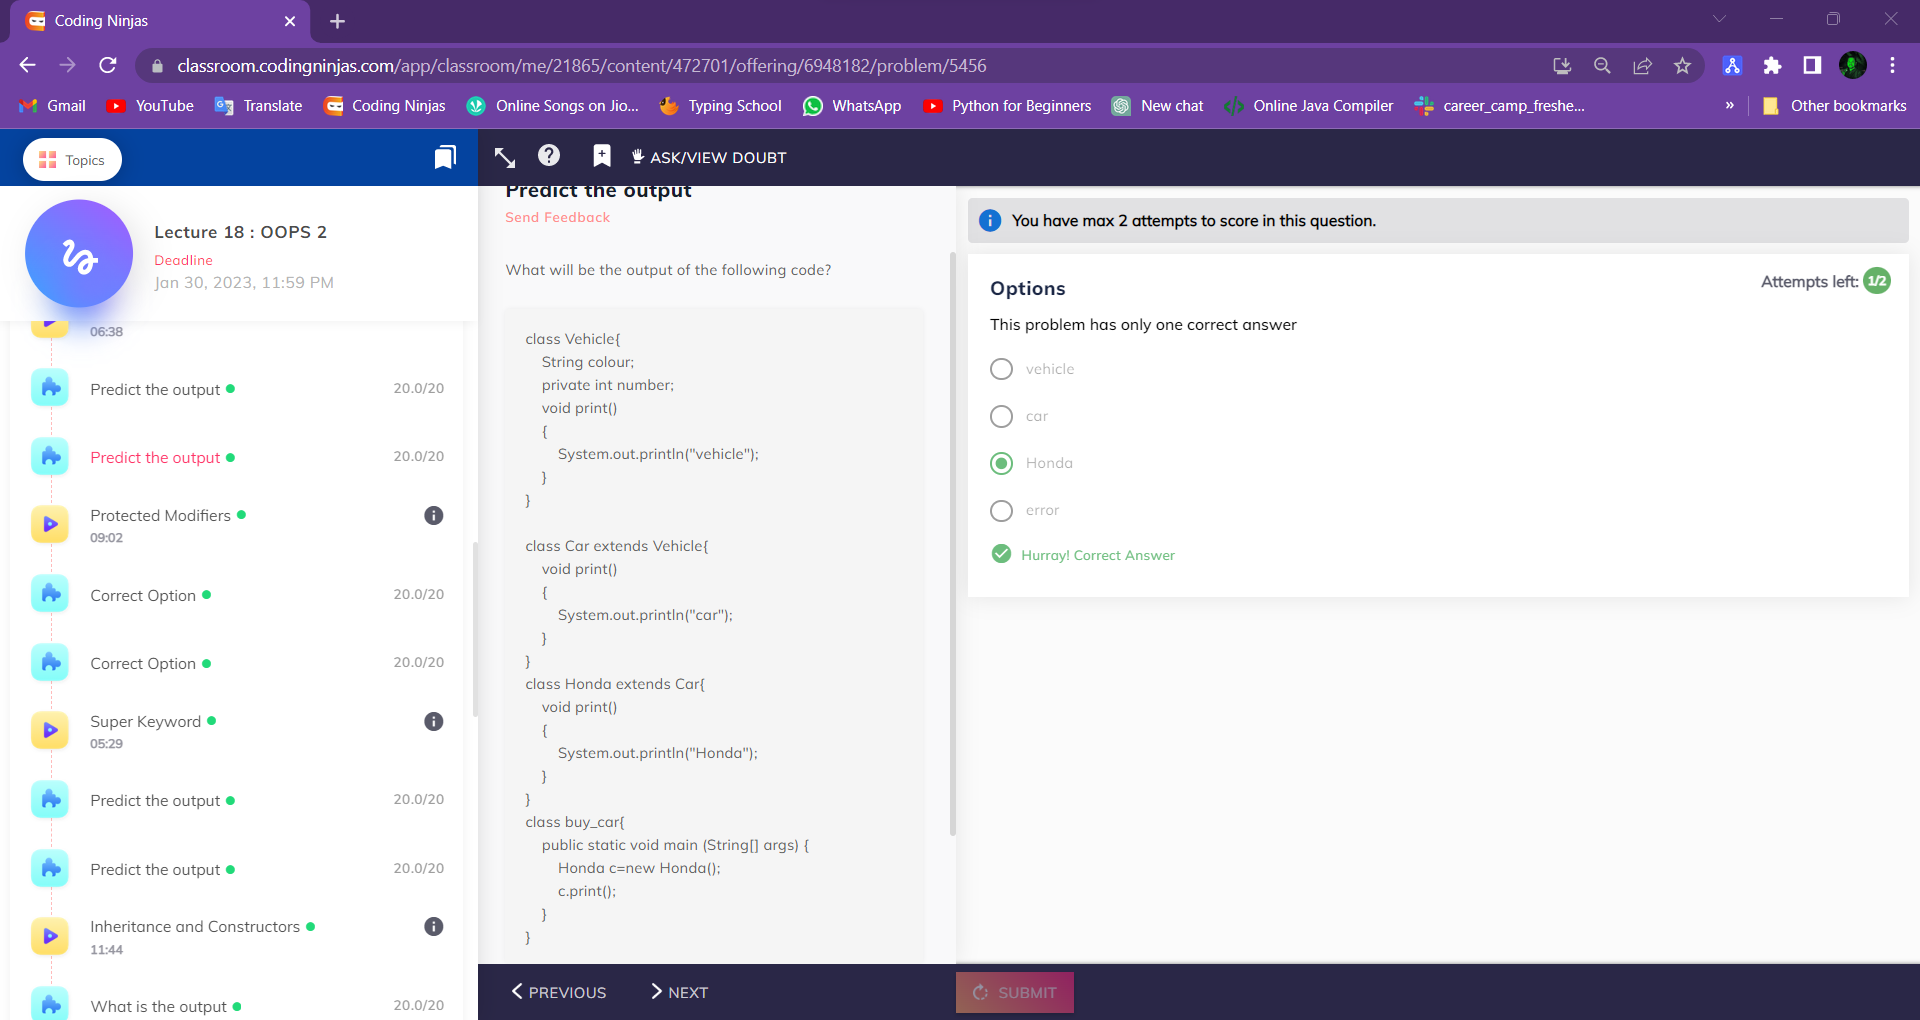 Coding Ninjas
classroom.codingninjas.com/app/classroom/me/21865/content/472701/offering/6948182/problem/5456
Gmail YouTube Translate Coding Ninjas Online Songs on Jio... Typing School WhatsApp Python for Beginners New chat Online Java Compiler career_camp_freshe... » Other bookmarks
Topics
ASK/VIEW DOUBT
Lecture 18 : OOPS 2
Deadline
Jan 30, 2023, 11:59 PM
06:38
Predict the output 20.0/20
Predict the output 20.0/20
Protected Modifiers
09:02
Correct Option 20.0/20
Correct Option 20.0/20
Super Keyword
05:29
Predict the output 20.0/20
Predict the output 20.0/20
Inheritance and Constructors
11:44
What is the output 20.0/20
Predict the output
Send Feedback
What will be the output of the following code?
class Vehicle{
String colour;
private int number;
void print()
{
System.out.println("vehicle");
}
}
class Car extends Vehicle{
void print()
{
System.out.println("car");
}
}
class Honda extends Car{
void print()
{
System.out.println("Honda");
}
}
class buy_car{
public static void main (String[] args) {
Honda c=new Honda();
c.print();
}
}
PREVIOUS NEXT
You have max 2 attempts to score in this question.
Options
Attempts left: 1/2
This problem has only one correct answer
vehicle
car
Honda
error
Hurray! Correct Answer
SUBMIT